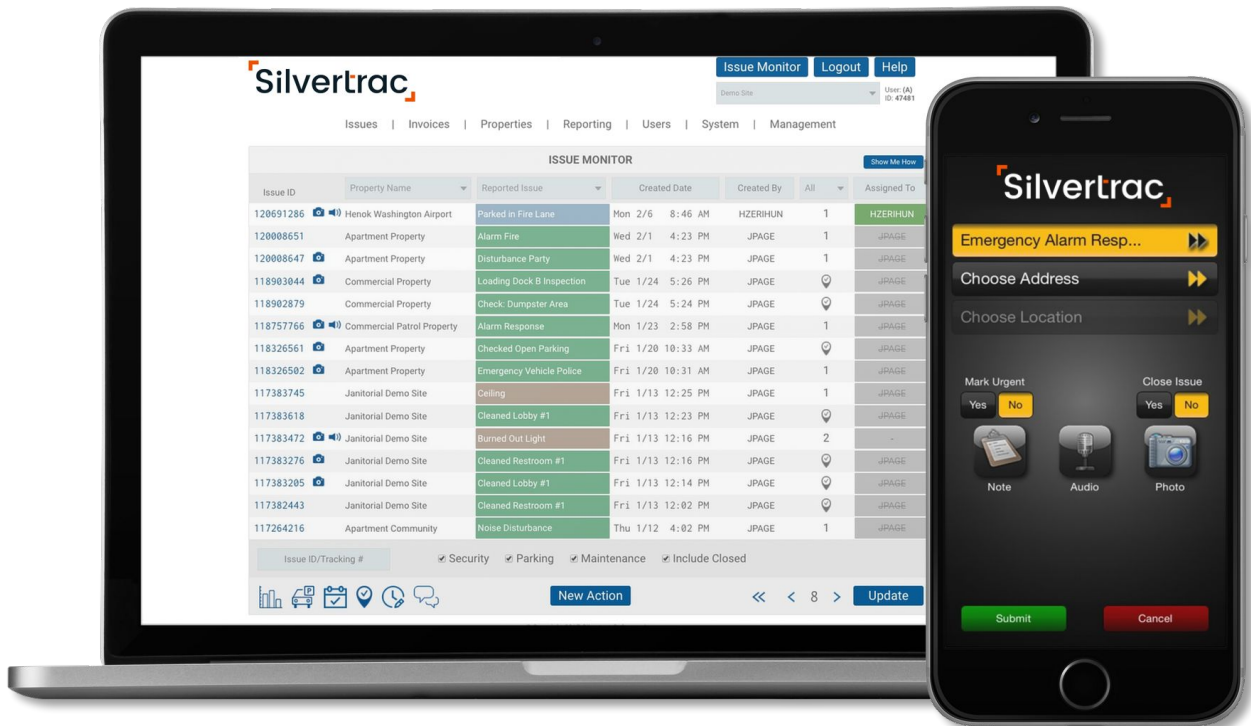 Silvertrac
Issue Monitor Logout Help
Demo Site
User: (A)
ID: 47481
Issues | Invoices | Properties | Reporting | Users | System | Management
ISSUE MONITOR
Show Me How
Issue ID Property Name Reported Issue Created Date Created By All Assigned To
120691286 Henok Washington Airport Parked in Fire Lane Mon 2/6 8:46 AM HZERIHUN 1 HZERIHUN
120008651 Apartment Property Alarm Fire Wed 2/1 4:23 PM JPAGE 1 JPAGE
120008647 Apartment Property Disturbance Party Wed 2/1 4:23 PM JPAGE 1 JPAGE
118903044 Commercial Property Loading Dock B Inspection Tue 1/24 5:26 PM JPAGE JPAGE
118902879 Commercial Property Check: Dumpster Area Tue 1/24 5:24 PM JPAGE JPAGE
118757766 Commercial Patrol Property Alarm Response Mon 1/23 2:58 PM JPAGE 1 JPAGE
118326561 Apartment Property Checked Open Parking Fri 1/20 10:33 AM JPAGE JPAGE
118326502 Apartment Property Emergency Vehicle Police Fri 1/20 10:31 AM JPAGE 1 JPAGE
117383745 Janitorial Demo Site Ceiling Fri 1/13 12:25 PM JPAGE 1 JPAGE
117383618 Janitorial Demo Site Cleaned Lobby #1 Fri 1/13 12:23 PM JPAGE JPAGE
117383472 Janitorial Demo Site Burned Out Light Fri 1/13 12:16 PM JPAGE 2 -
117383276 Janitorial Demo Site Cleaned Restroom #1 Fri 1/13 12:16 PM JPAGE JPAGE
117383205 Janitorial Demo Site Cleaned Lobby #1 Fri 1/13 12:14 PM JPAGE JPAGE
117382443 Janitorial Demo Site Cleaned Restroom #1 Fri 1/13 12:02 PM JPAGE JPAGE
117264216 Apartment Community Noise Disturbance Thu 1/12 4:02 PM JPAGE 1 JPAGE
Issue ID/Tracking # Security Parking Maintenance Include Closed
P New Action << < 8 > Update
Silvertrac
Emergency Alarm Resp...
Choose Address
Choose Location
Mark Urgent Close Issue
Yes No Yes No
Note Audio Photo
Submit Cancel